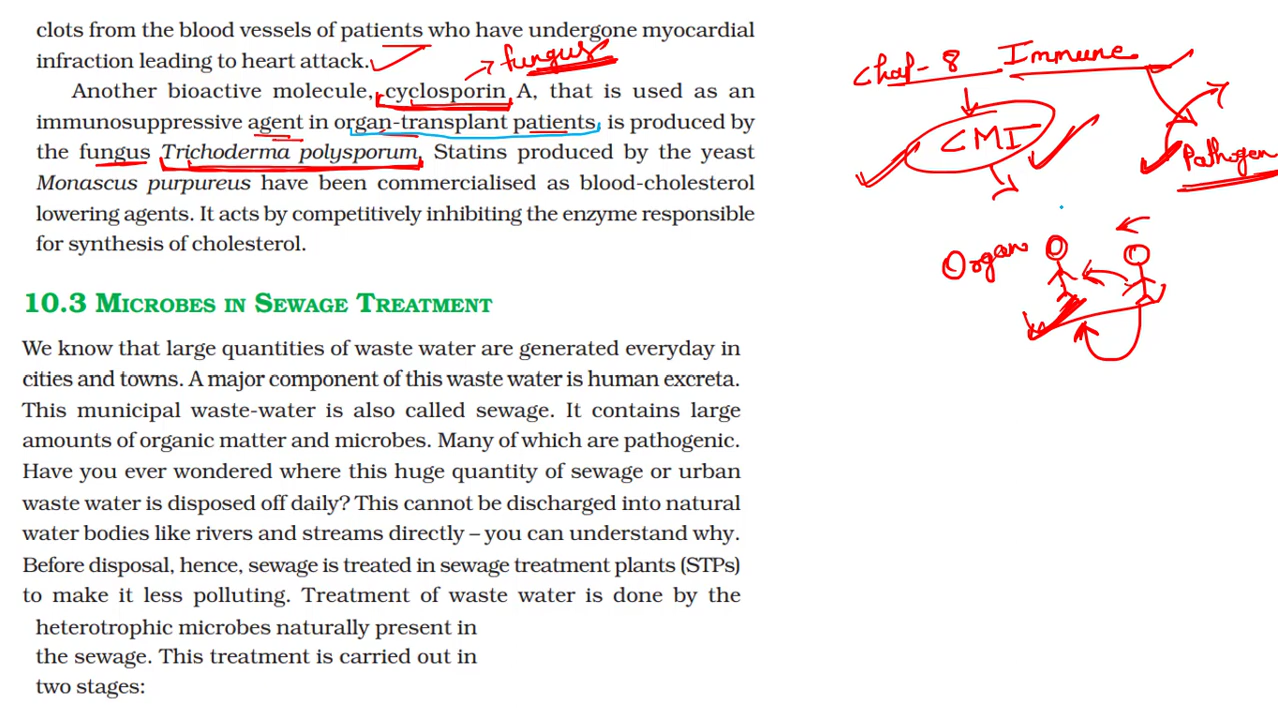 clots from the blood vessels of patients who have undergone myocardial
infraction leading to heart attack.
fungus
Another bioactive molecule, cyclosporin A, that is used as an
immunosuppressive agent in organ-transplant patients, is produced by
the fungus Trichoderma polysporum. Statins produced by the yeast
Monascus purpureus have been commercialised as blood-cholesterol
lowering agents. It acts by competitively inhibiting the enzyme responsible
for synthesis of cholesterol.
10.3 MICROBES IN SEWAGE TREATMENT
We know that large quantities of waste water are generated everyday in
cities and towns. A major component of this waste water is human excreta.
This municipal waste-water is also called sewage. It contains large
amounts of organic matter and microbes. Many of which are pathogenic.
Have you ever wondered where this huge quantity of sewage or urban
waste water is disposed off daily? This cannot be discharged into natural
water bodies like rivers and streams directly – you can understand why.
Before disposal, hence, sewage is treated in sewage treatment plants (STPs)
to make it less polluting. Treatment of waste water is done by the
heterotrophic microbes naturally present in
the sewage. This treatment is carried out in
two stages:
Chap-8 Immune
CMI
Pathogen
Organ